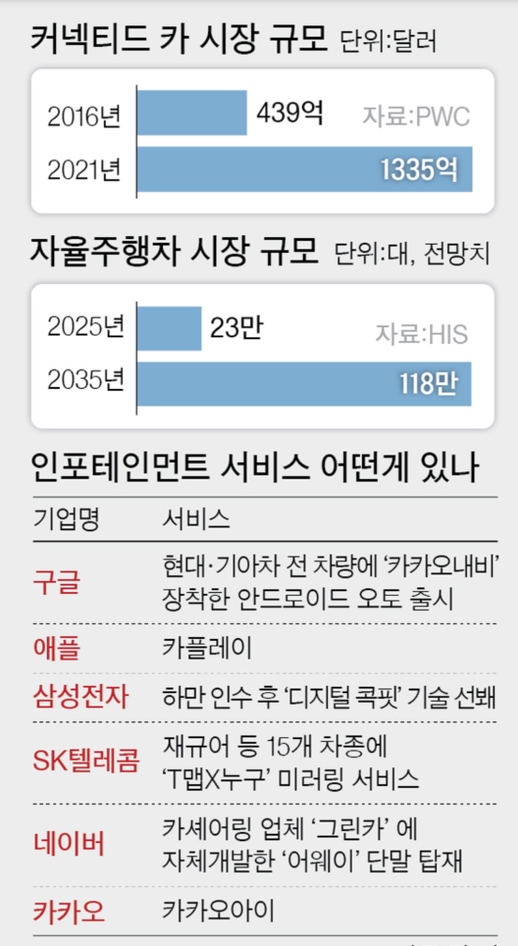 커넥티드 카 시장 규모 단위:달러
2016년 439억 자료:PWC
2021년 1335억
자율주행차 시장 규모 단위:대, 전망치
2025년 23만 자료:HIS
2035년 118만
인포테인먼트 서비스 어떤게 있나
기업명 서비스
구글 현대·기아차 전 차량에 ‘카카오내비’
장착한 안드로이드 오토 출시
애플 카플레이
삼성전자 하만 인수 후 ‘디지털 콕핏’ 기술 선봬
SK텔레콤 재규어 등 15개 차종에
‘T맵X누구’ 미러링 서비스
네이버 카셰어링 업체 ‘그린카’ 에
자체개발한 ‘어웨이’ 단말 탑재
카카오 카카오아이